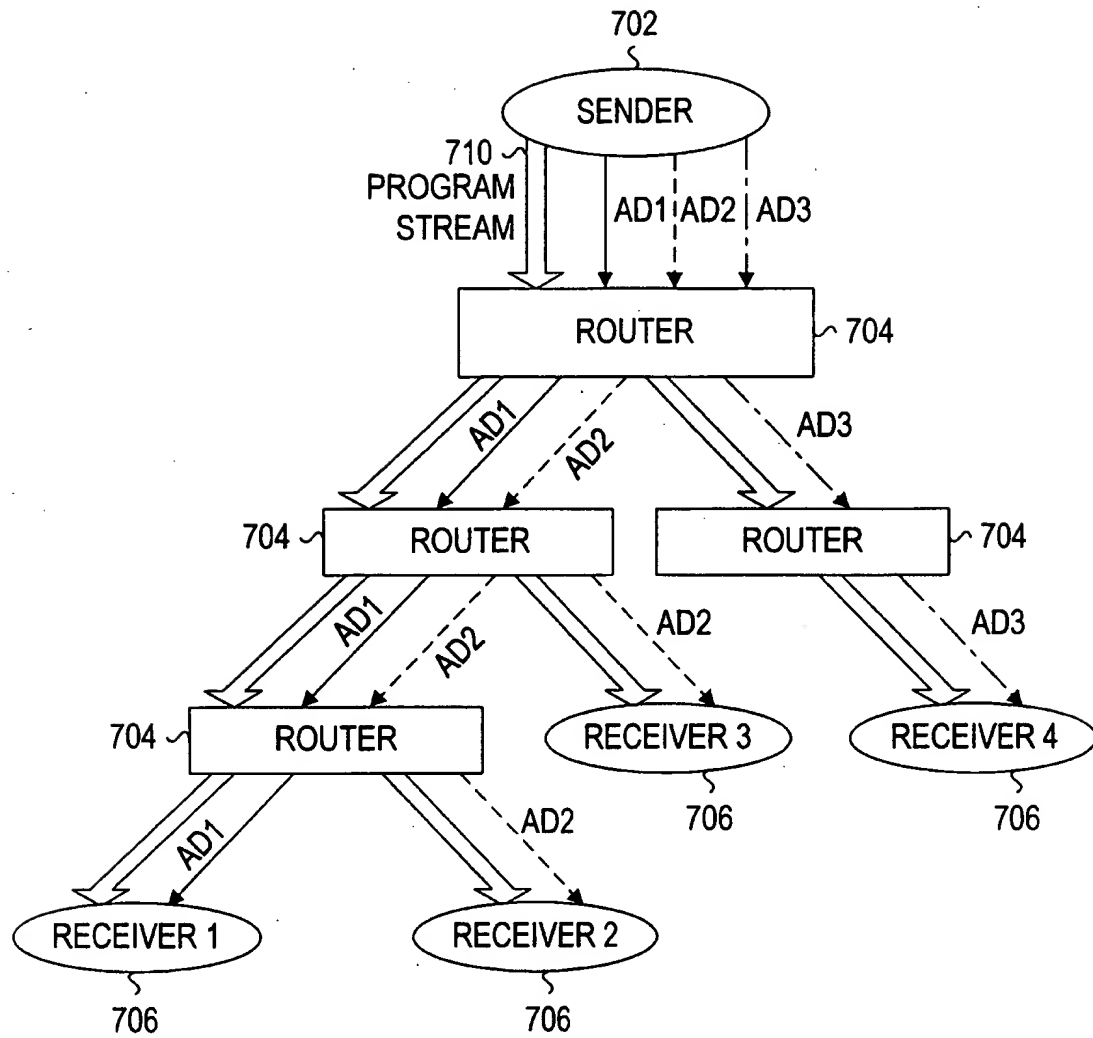 702
SENDER
710
PROGRAM
STREAM
AD1
AD2
AD3
ROUTER
704
AD1
AD2
AD3
704
ROUTER
ROUTER
704
AD1
AD2
AD2
AD3
704
ROUTER
RECEIVER 3
RECEIVER 4
706
706
AD1
AD2
RECEIVER 1
RECEIVER 2
706
706